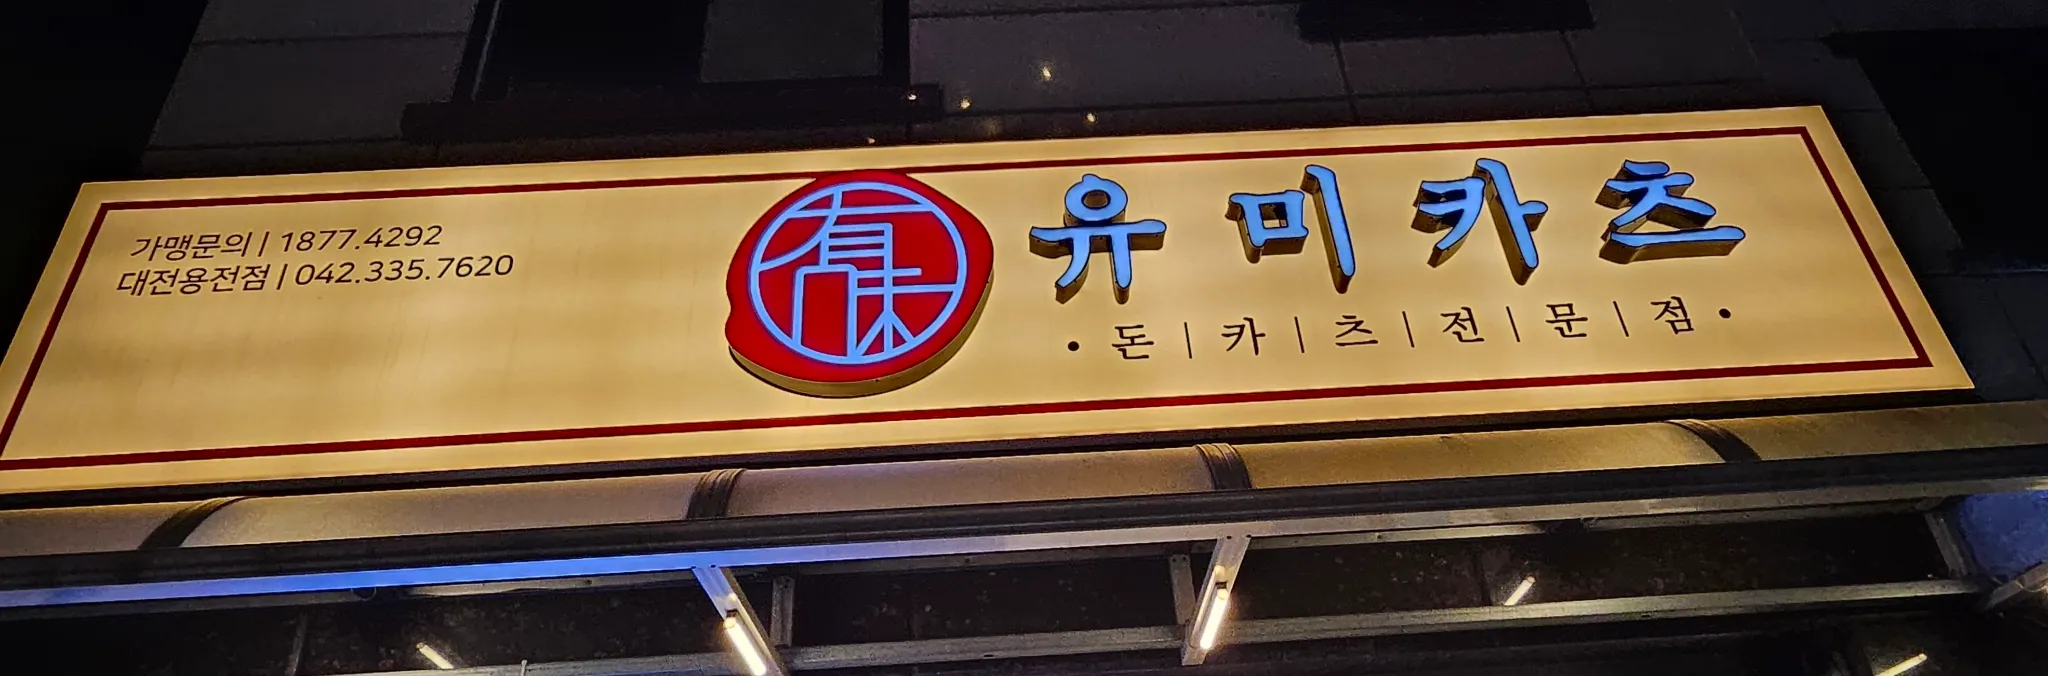 가맹문의 | 1877.4292
대전용전점 | 042.335.7620
有味
유미카츠
· 돈 | 카 | 츠 | 전 | 문 | 점 ·